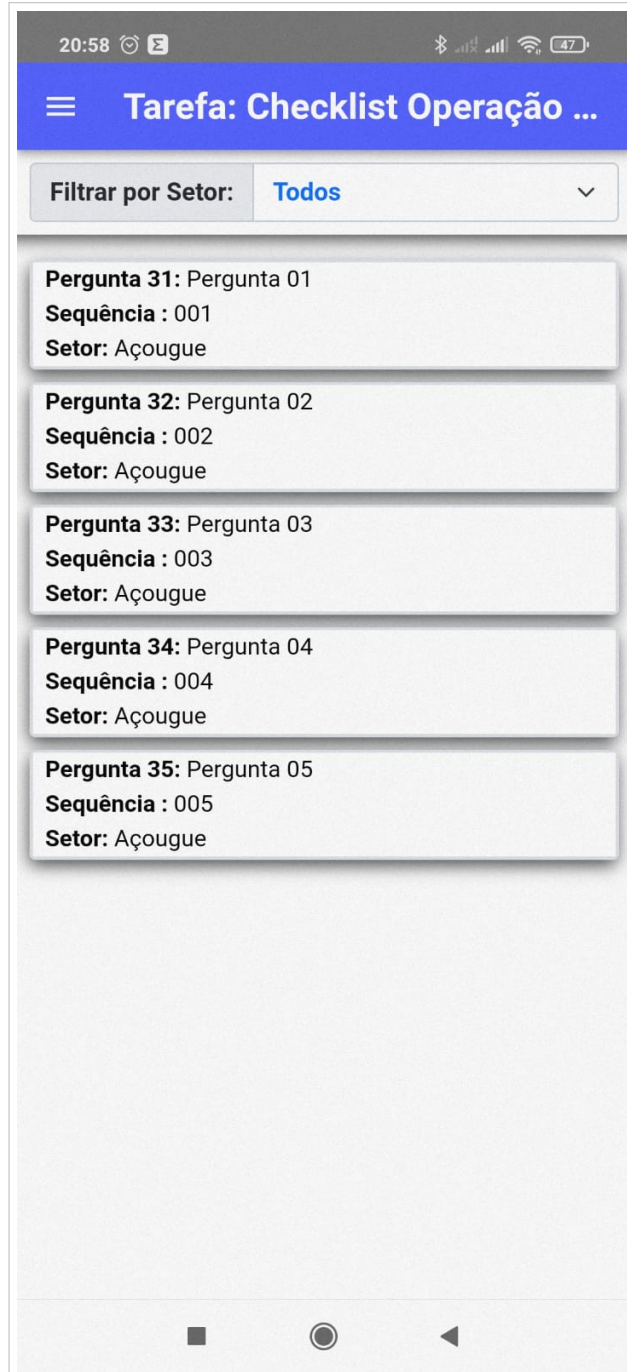 20:58
47
Tarefa: Checklist Operação ...
Filtrar por Setor: Todos
Pergunta 31: Pergunta 01
Sequência : 001
Setor: Açougue
Pergunta 32: Pergunta 02
Sequência : 002
Setor: Açougue
Pergunta 33: Pergunta 03
Sequência : 003
Setor: Açougue
Pergunta 34: Pergunta 04
Sequência : 004
Setor: Açougue
Pergunta 35: Pergunta 05
Sequência : 005
Setor: Açougue